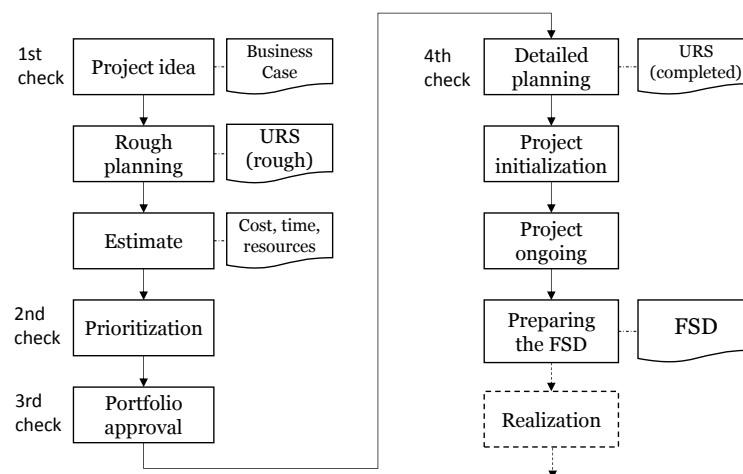 1st
check
Project idea
Business
Case
Rough
planning
URS
(rough)
Estimate
Cost, time,
resources
2nd
check
Prioritization
3rd
check
Portfolio
approval
4th
check
Detailed
planning
URS
(completed)
Project
initialization
Project
ongoing
Preparing
the FSD
FSD
Realization